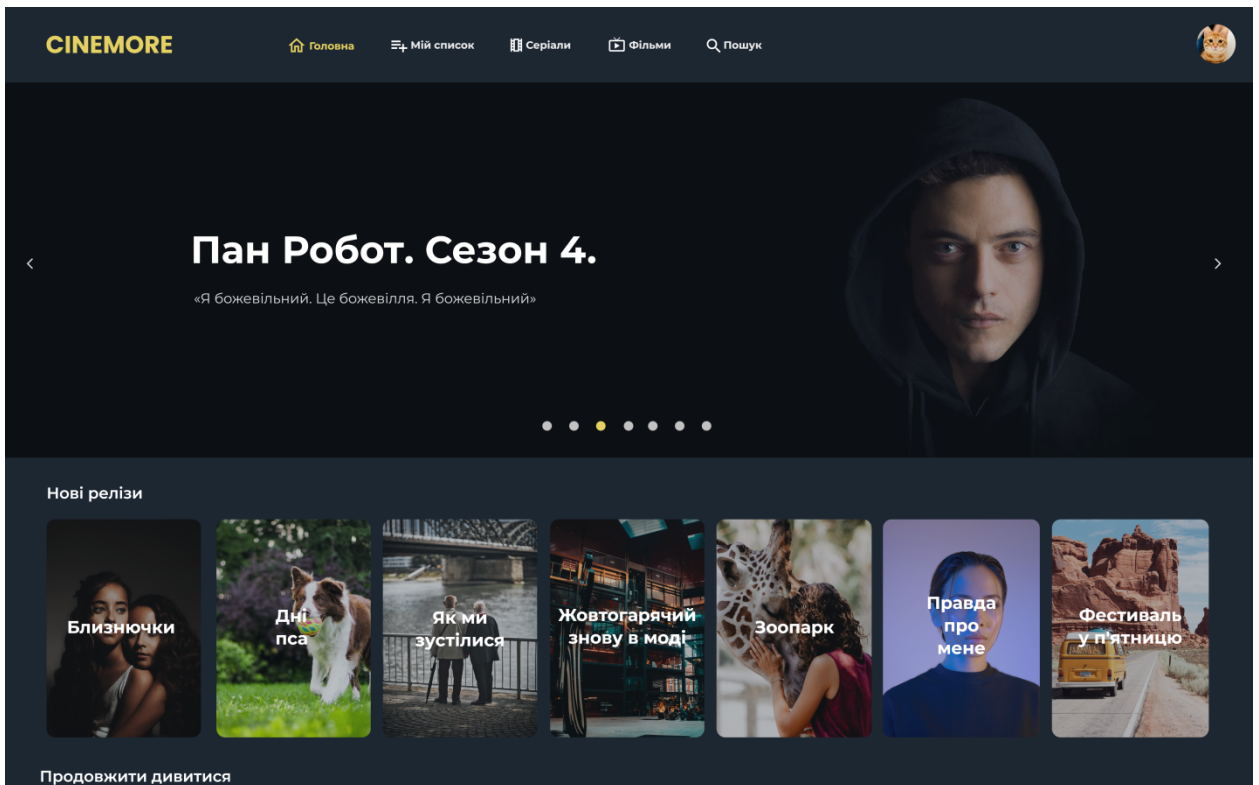 CINEMORE
Головна
Мій список
Серіали
Фільми
Пошук
Пан Робот. Сезон 4.
«Я божевільний. Це божевілля. Я божевільний»
Нові релізи
Близнючки
Дні
пса
Як ми
зустілися
Жовтогарячий
знову в моді
Зоопарк
Правда
про
мене
Фестиваль
у п'ятницю
Продовжити дивитися